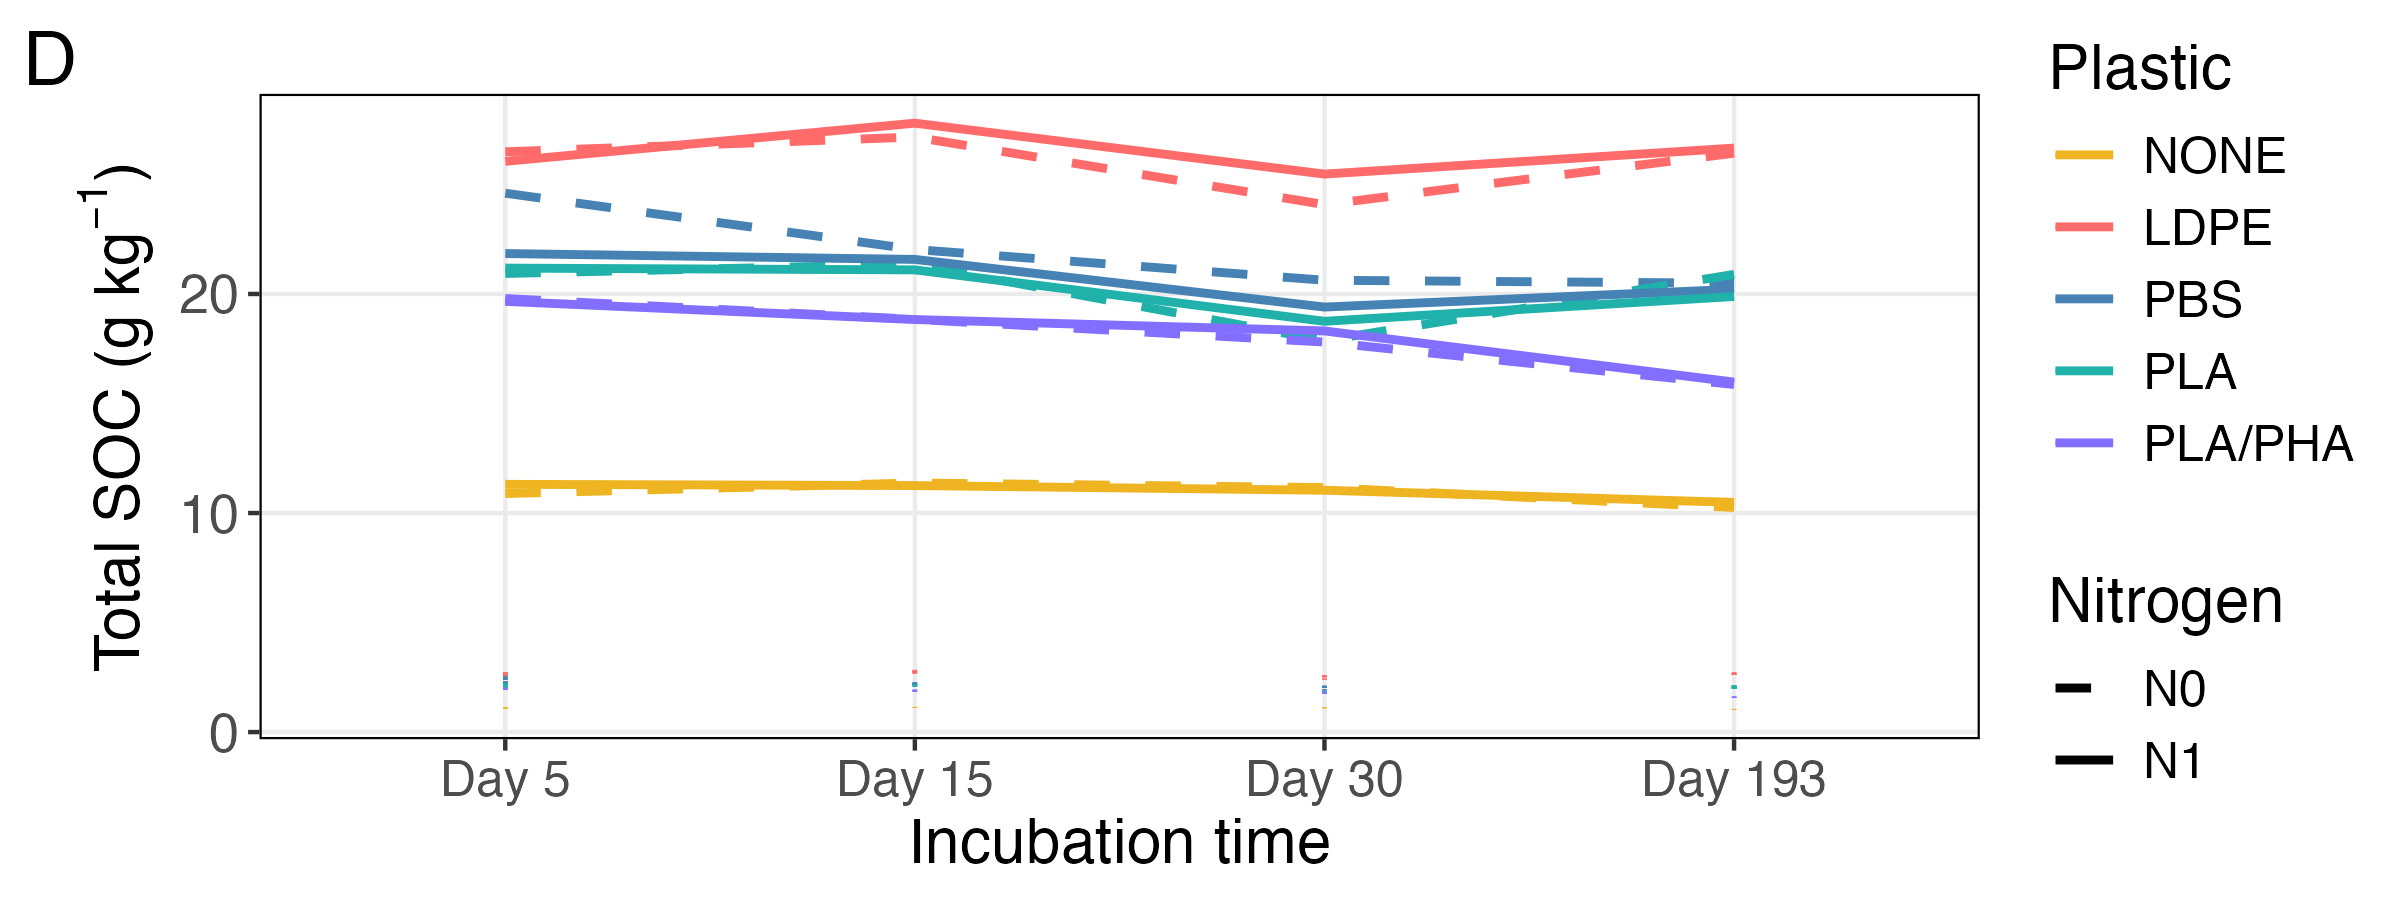 D
Total SOC (g kg⁻¹)
20
10
0
Day 5 Day 15 Day 30 Day 193
Incubation time
Plastic
NONE
LDPE
PBS
PLA
PLA/PHA
Nitrogen
N0
N1